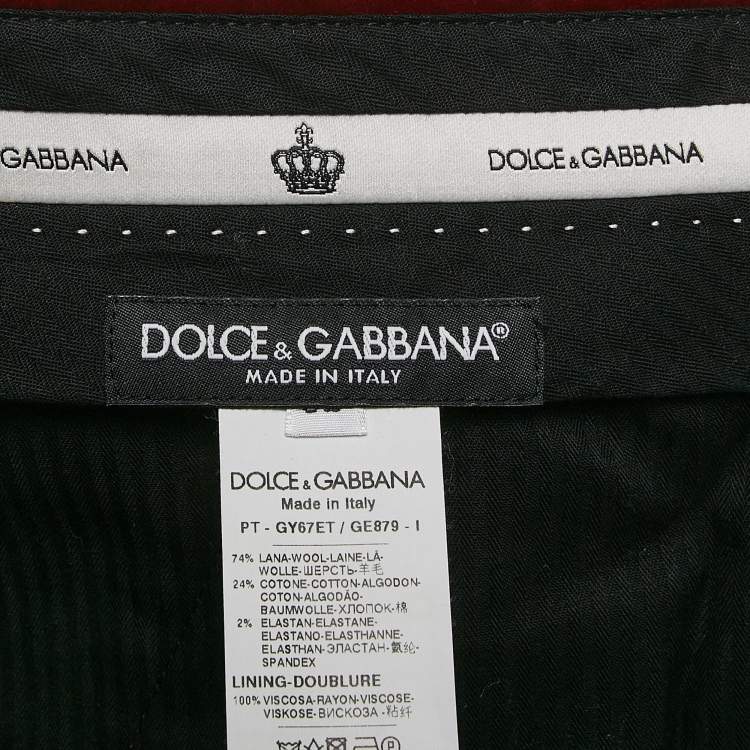 GABBANA
DOLCE & GABBANA
DOLCE & GABBANA®
MADE IN ITALY
DOLCE & GABBANA
Made in Italy
PT - GY67ET / GE879 - I
74% LANA-WOOL-LAINE-LÃ-
WOLLE-ШЕРСТЬ-羊毛
24% COTONE-COTTON-ALGODON-
COTON-ALGODÃO-
BAUMWOLLE-ХЛОПОК-棉
2% ELASTAN-ELASTANE-
ELASTANO-ELASTHANNE-
ELASTHAN-ЭЛАСТАН-氨纶-
SPANDEX
LINING-DOUBLURE
100% VISCOSA-RAYON-VISCOSE-
VISKOSE-ВИСКОЗА-粘纤